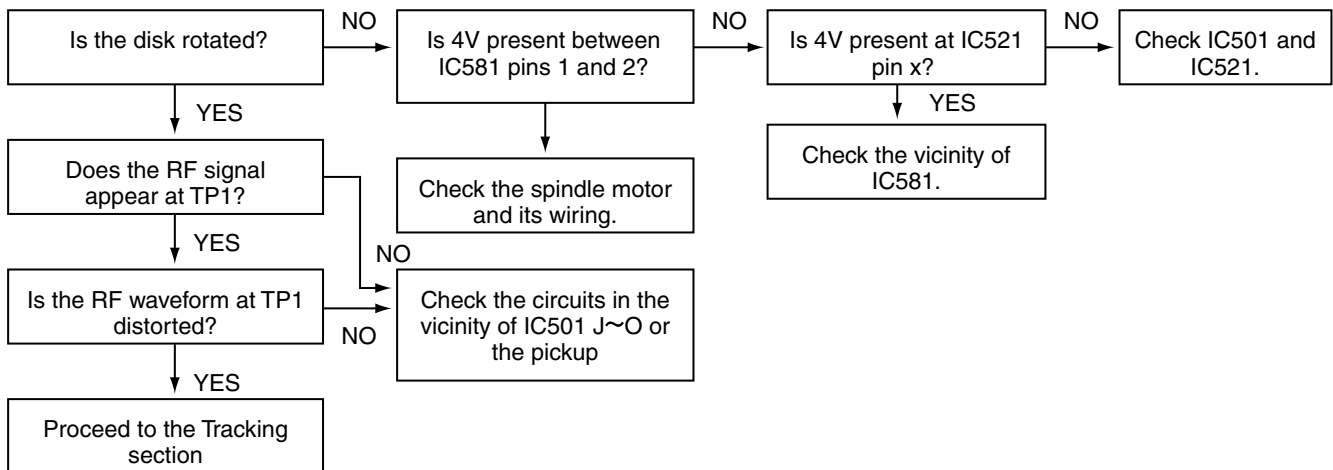 Is the disk rotated?
NO
Is 4V present between
IC581 pins 1 and 2?
NO
Is 4V present at IC521
pin x?
NO
Check IC501 and
IC521.
YES
YES
Does the RF signal
appear at TP1?
Check the spindle motor
and its wiring.
Check the vicinity of
IC581.
YES
NO
Is the RF waveform at TP1
distorted?
NO
Check the circuits in the
vicinity of IC501 J~O or
the pickup
YES
Proceed to the Tracking
section